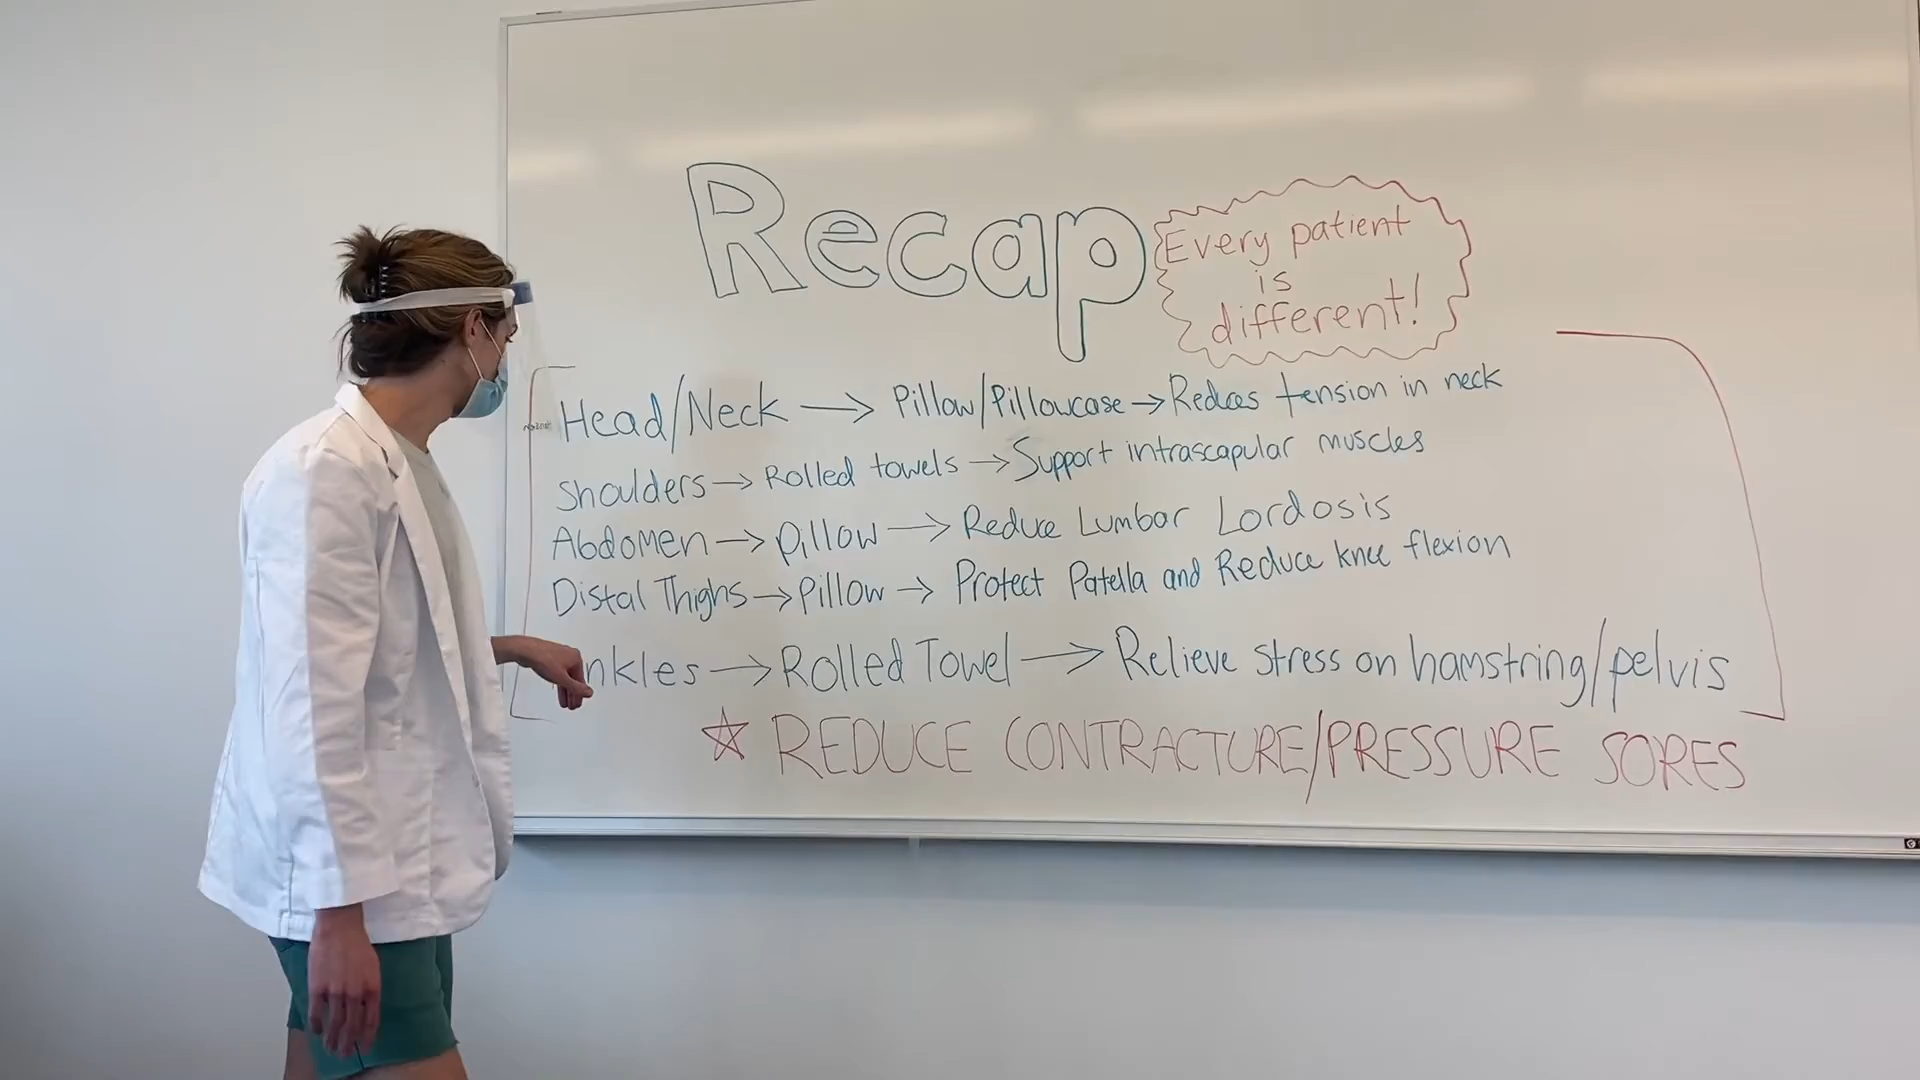 Recap
Every patient
is
different!
Head/Neck → Pillow/Pillowcase → Reduces tension in neck
Shoulders → Rolled towels → Support intrascapular muscles
Abdomen → pillow → Reduce Lumbar Lordosis
Distal Thighs → Pillow → Protect Patella and Reduce knee flexion
nkles → Rolled Towel → Relieve stress on hamstring/pelvis
☆ REDUCE CONTRACTURE/PRESSURE SORES